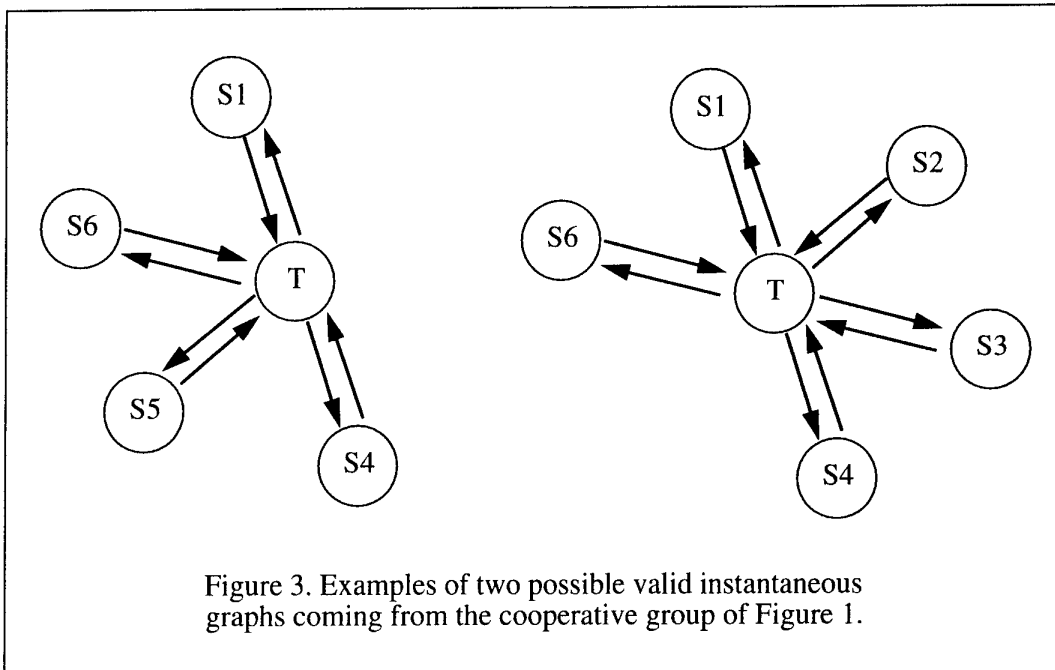 S1
S6
T
S5
S4
S1
S2
S6
T
S3
S4
Figure 3. Examples of two possible valid instantaneous
graphs coming from the cooperative group of Figure 1.